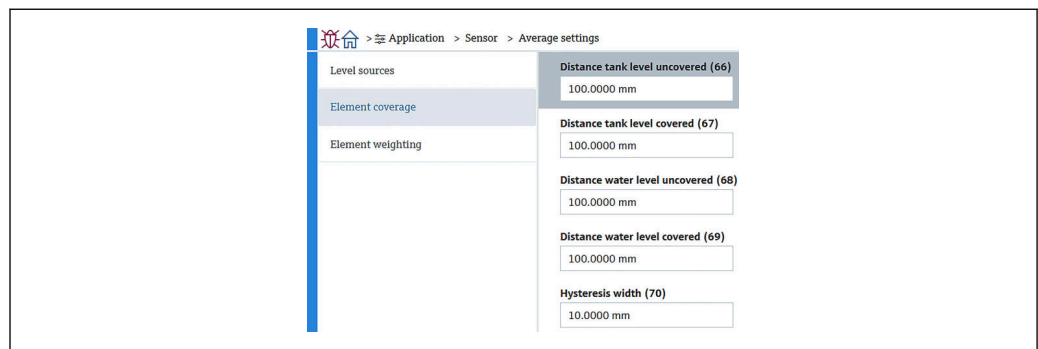 > Application > Sensor > Average settings
Level sources
Element coverage
Element weighting
Distance tank level uncovered (66)
100.0000 mm
Distance tank level covered (67)
100.0000 mm
Distance water level uncovered (68)
100.0000 mm
Distance water level covered (69)
100.0000 mm
Hysteresis width (70)
10.0000 mm